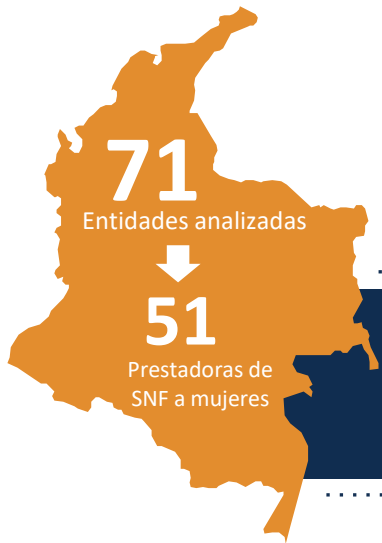 71
Entidades analizadas
51
Prestadoras de
SNF a mujeres